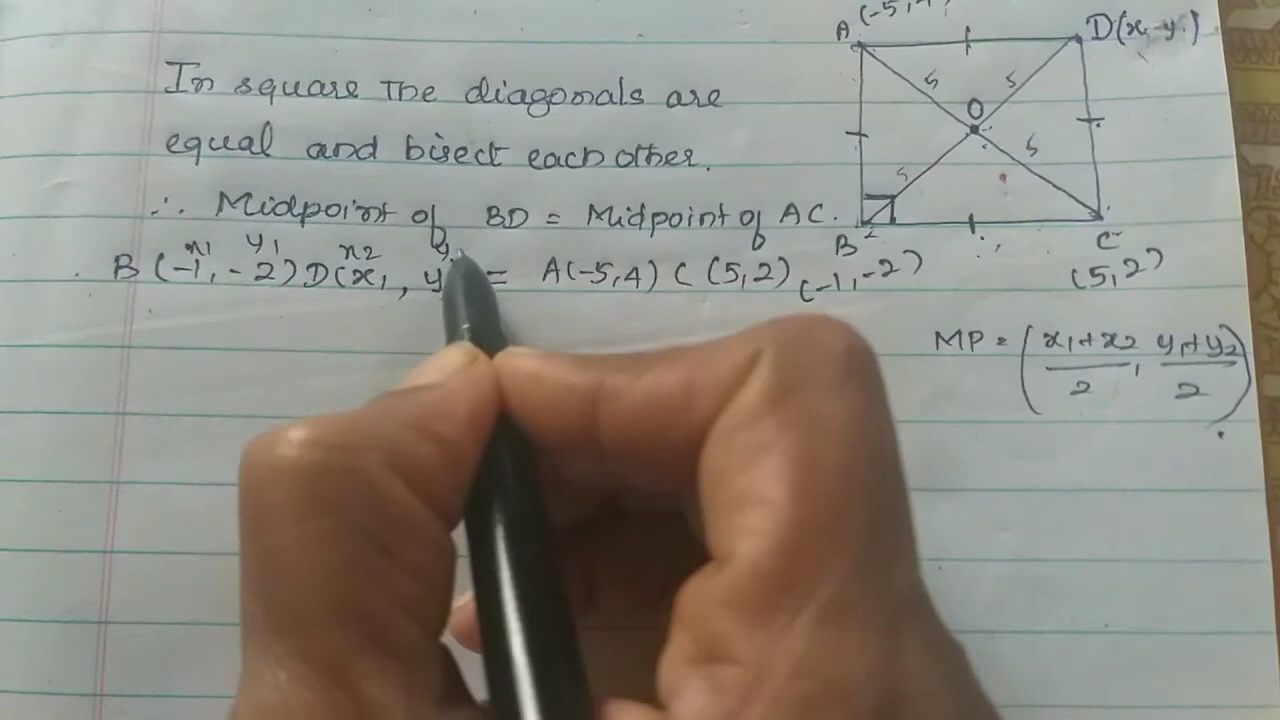 A (-5,4)
D(x, y)
In square the diagonals are
equal and bisect each other.
∴ Midpoint of BD = Midpoint of AC.
x1 y1 x2 y
B (-1, -2) D(x, , y = A(-5,4) C (5,2)
S S
O
S S
B
(-1,-2)
C
(5,2)
MP = (x1+x2/2, y1+y2/2)